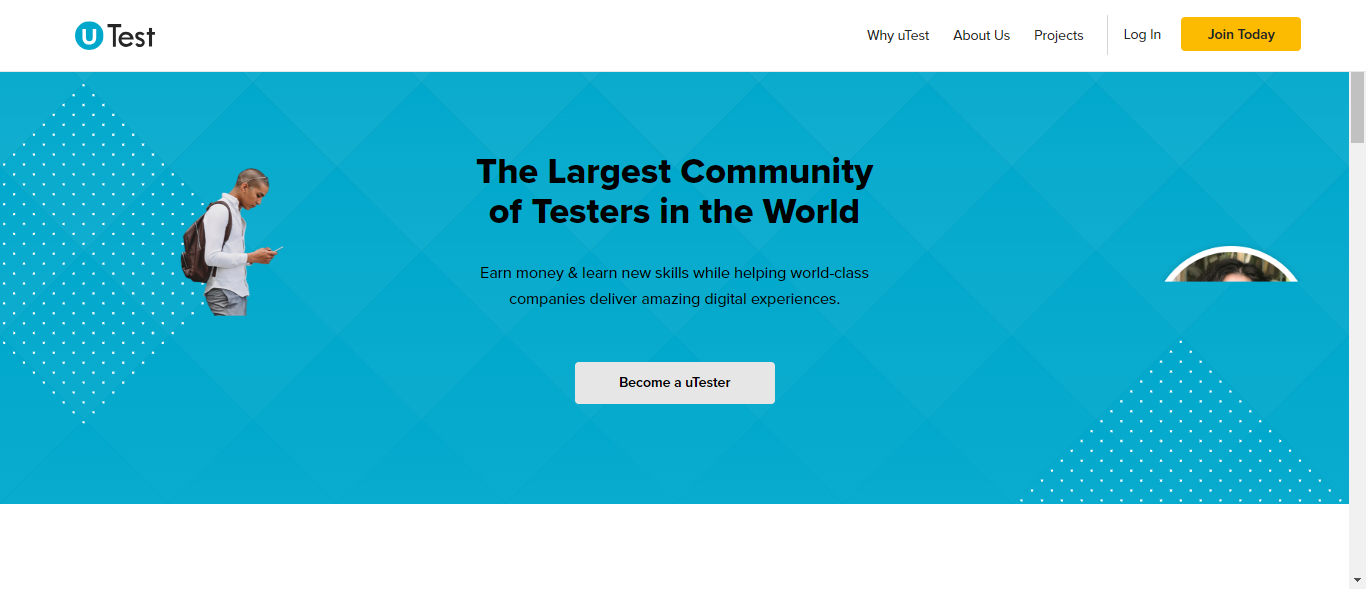 uTest
Why uTest
About Us
Projects
Log In
Join Today
The Largest Community
of Testers in the World
Earn money & learn new skills while helping world-class
companies deliver amazing digital experiences.
Become a uTester